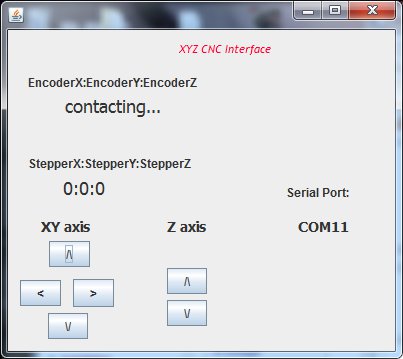 XYZ CNC Interface
EncoderX:EncoderY:EncoderZ
contacting...
StepperX:StepperY:StepperZ
0:0:0
Serial Port:
XY axis
Z axis
COM11
/\
< >
\/
/\
\/